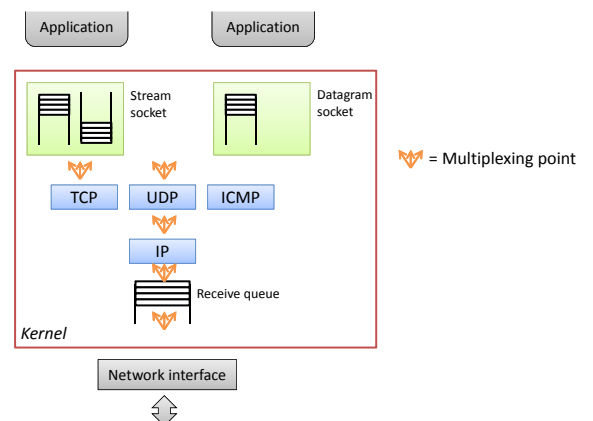 Application
Application
Stream
socket
Datagram
socket
= Multiplexing point
TCP
UDP
ICMP
IP
Receive queue
Kernel
Network interface